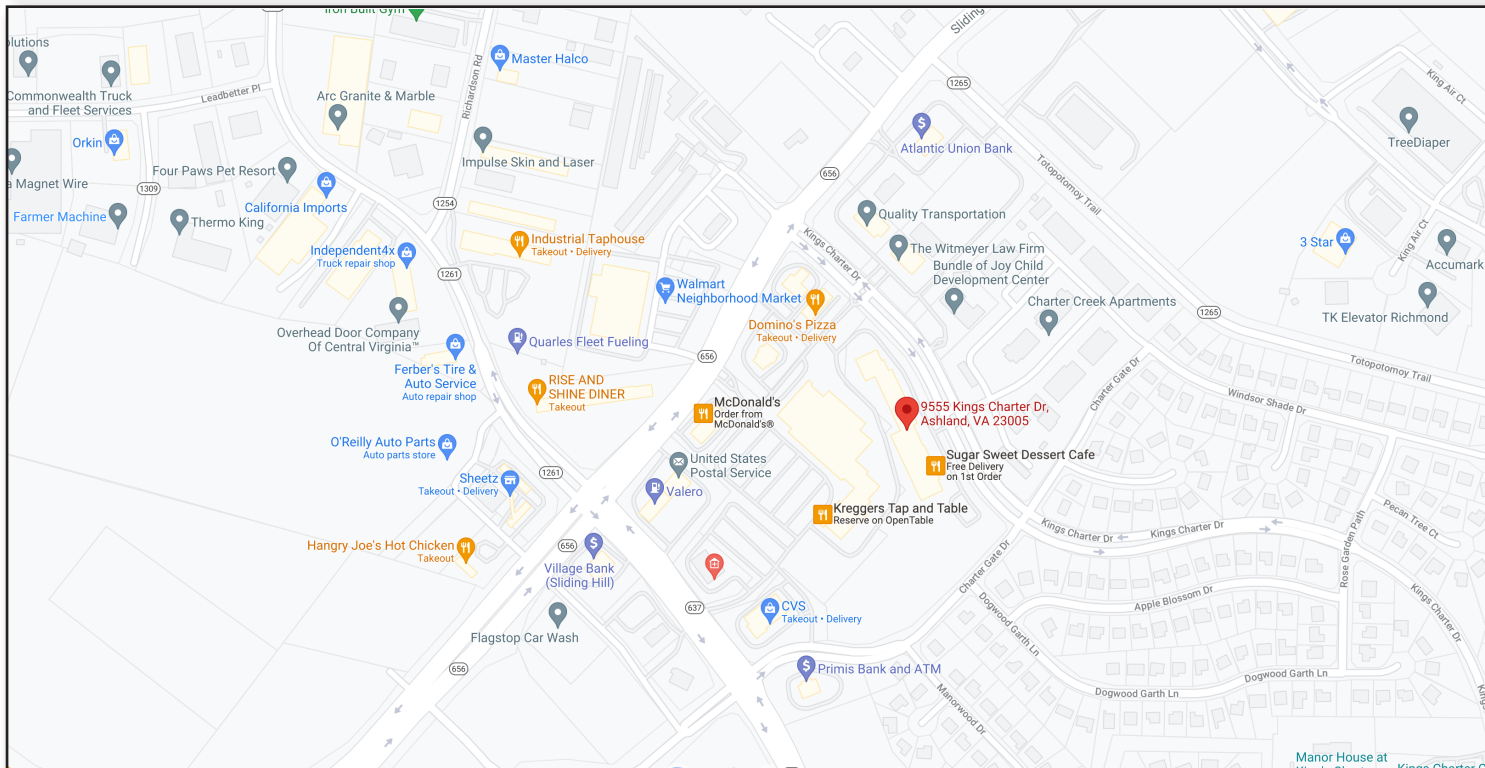 Iron Built Gym
Sliding
olutions
Master Halco
1265
King Air Ct
Richardson Rd
Leadbetter Pl
Commonwealth Truck
and Fleet Services
Arc Granite & Marble
TreeDiaper
Orkin
Atlantic Union Bank
Impulse Skin and Laser
Four Paws Pet Resort
656
Totopotomoy Trail
a Magnet Wire
1309
California Imports
1254
Farmer Machine
Thermo King
Quality Transportation
King Air Ct
Industrial Taphouse
Takeout • Delivery
Kings Charter Dr
The Witmeyer Law Firm
3 Star
Independent4x
Truck repair shop
Bundle of Joy Child
Development Center
Accumark
1261
Walmart
Neighborhood Market
Charter Creek Apartments
1265
TK Elevator Richmond
Overhead Door Company
Of Central Virginia™
Domino's Pizza
Takeout • Delivery
Quarles Fleet Fueling
656
Totopotomoy Trail
Ferber's Tire &
Auto Service
Auto repair shop
RISE AND
SHINE DINER
Takeout
Charter Gate Dr
Windsor Shade Dr
McDonald's
Order from
McDonald's®
9555 Kings Charter Dr,
Ashland, VA 23005
O'Reilly Auto Parts
Auto parts store
United States
Postal Service
Sugar Sweet Dessert Cafe
Free Delivery
on 1st Order
1261
Sheetz
Takeout • Delivery
Valero
Kreggers Tap and Table
Reserve on OpenTable
Pecan Tree Ct
Kings Charter Dr
Kings Charter Dr
Hangry Joe's Hot Chicken
Takeout
656
Village Bank
(Sliding Hill)
Charter Gate Dr
Rose Garden Path
Apple Blossom Dr
Kings Charter Dr
637
CVS
Takeout • Delivery
Dogwood Garth Ln
Flagstop Car Wash
656
Primis Bank and ATM
Dogwood Garth Ln
Dogwood Garth Ln
Manorwood Dr
Manor House at